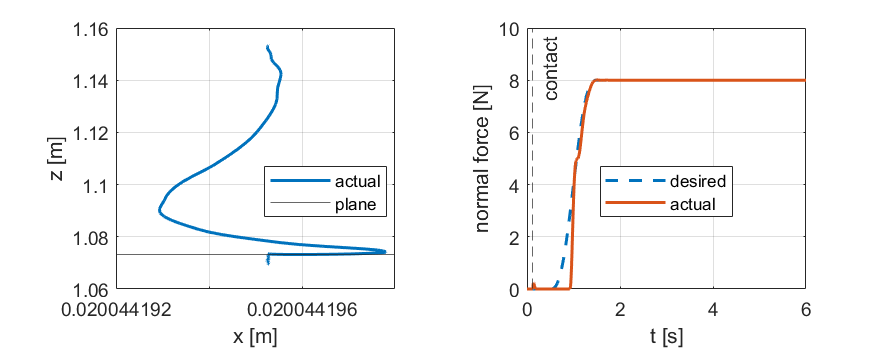 1.16
1.14
1.12
1.1
1.08
1.06
z [m]
actual
plane
0.020044192
0.020044196
x [m]
10
8
6
4
2
0
normal force [N]
contact
desired
actual
0
2
4
6
t [s]